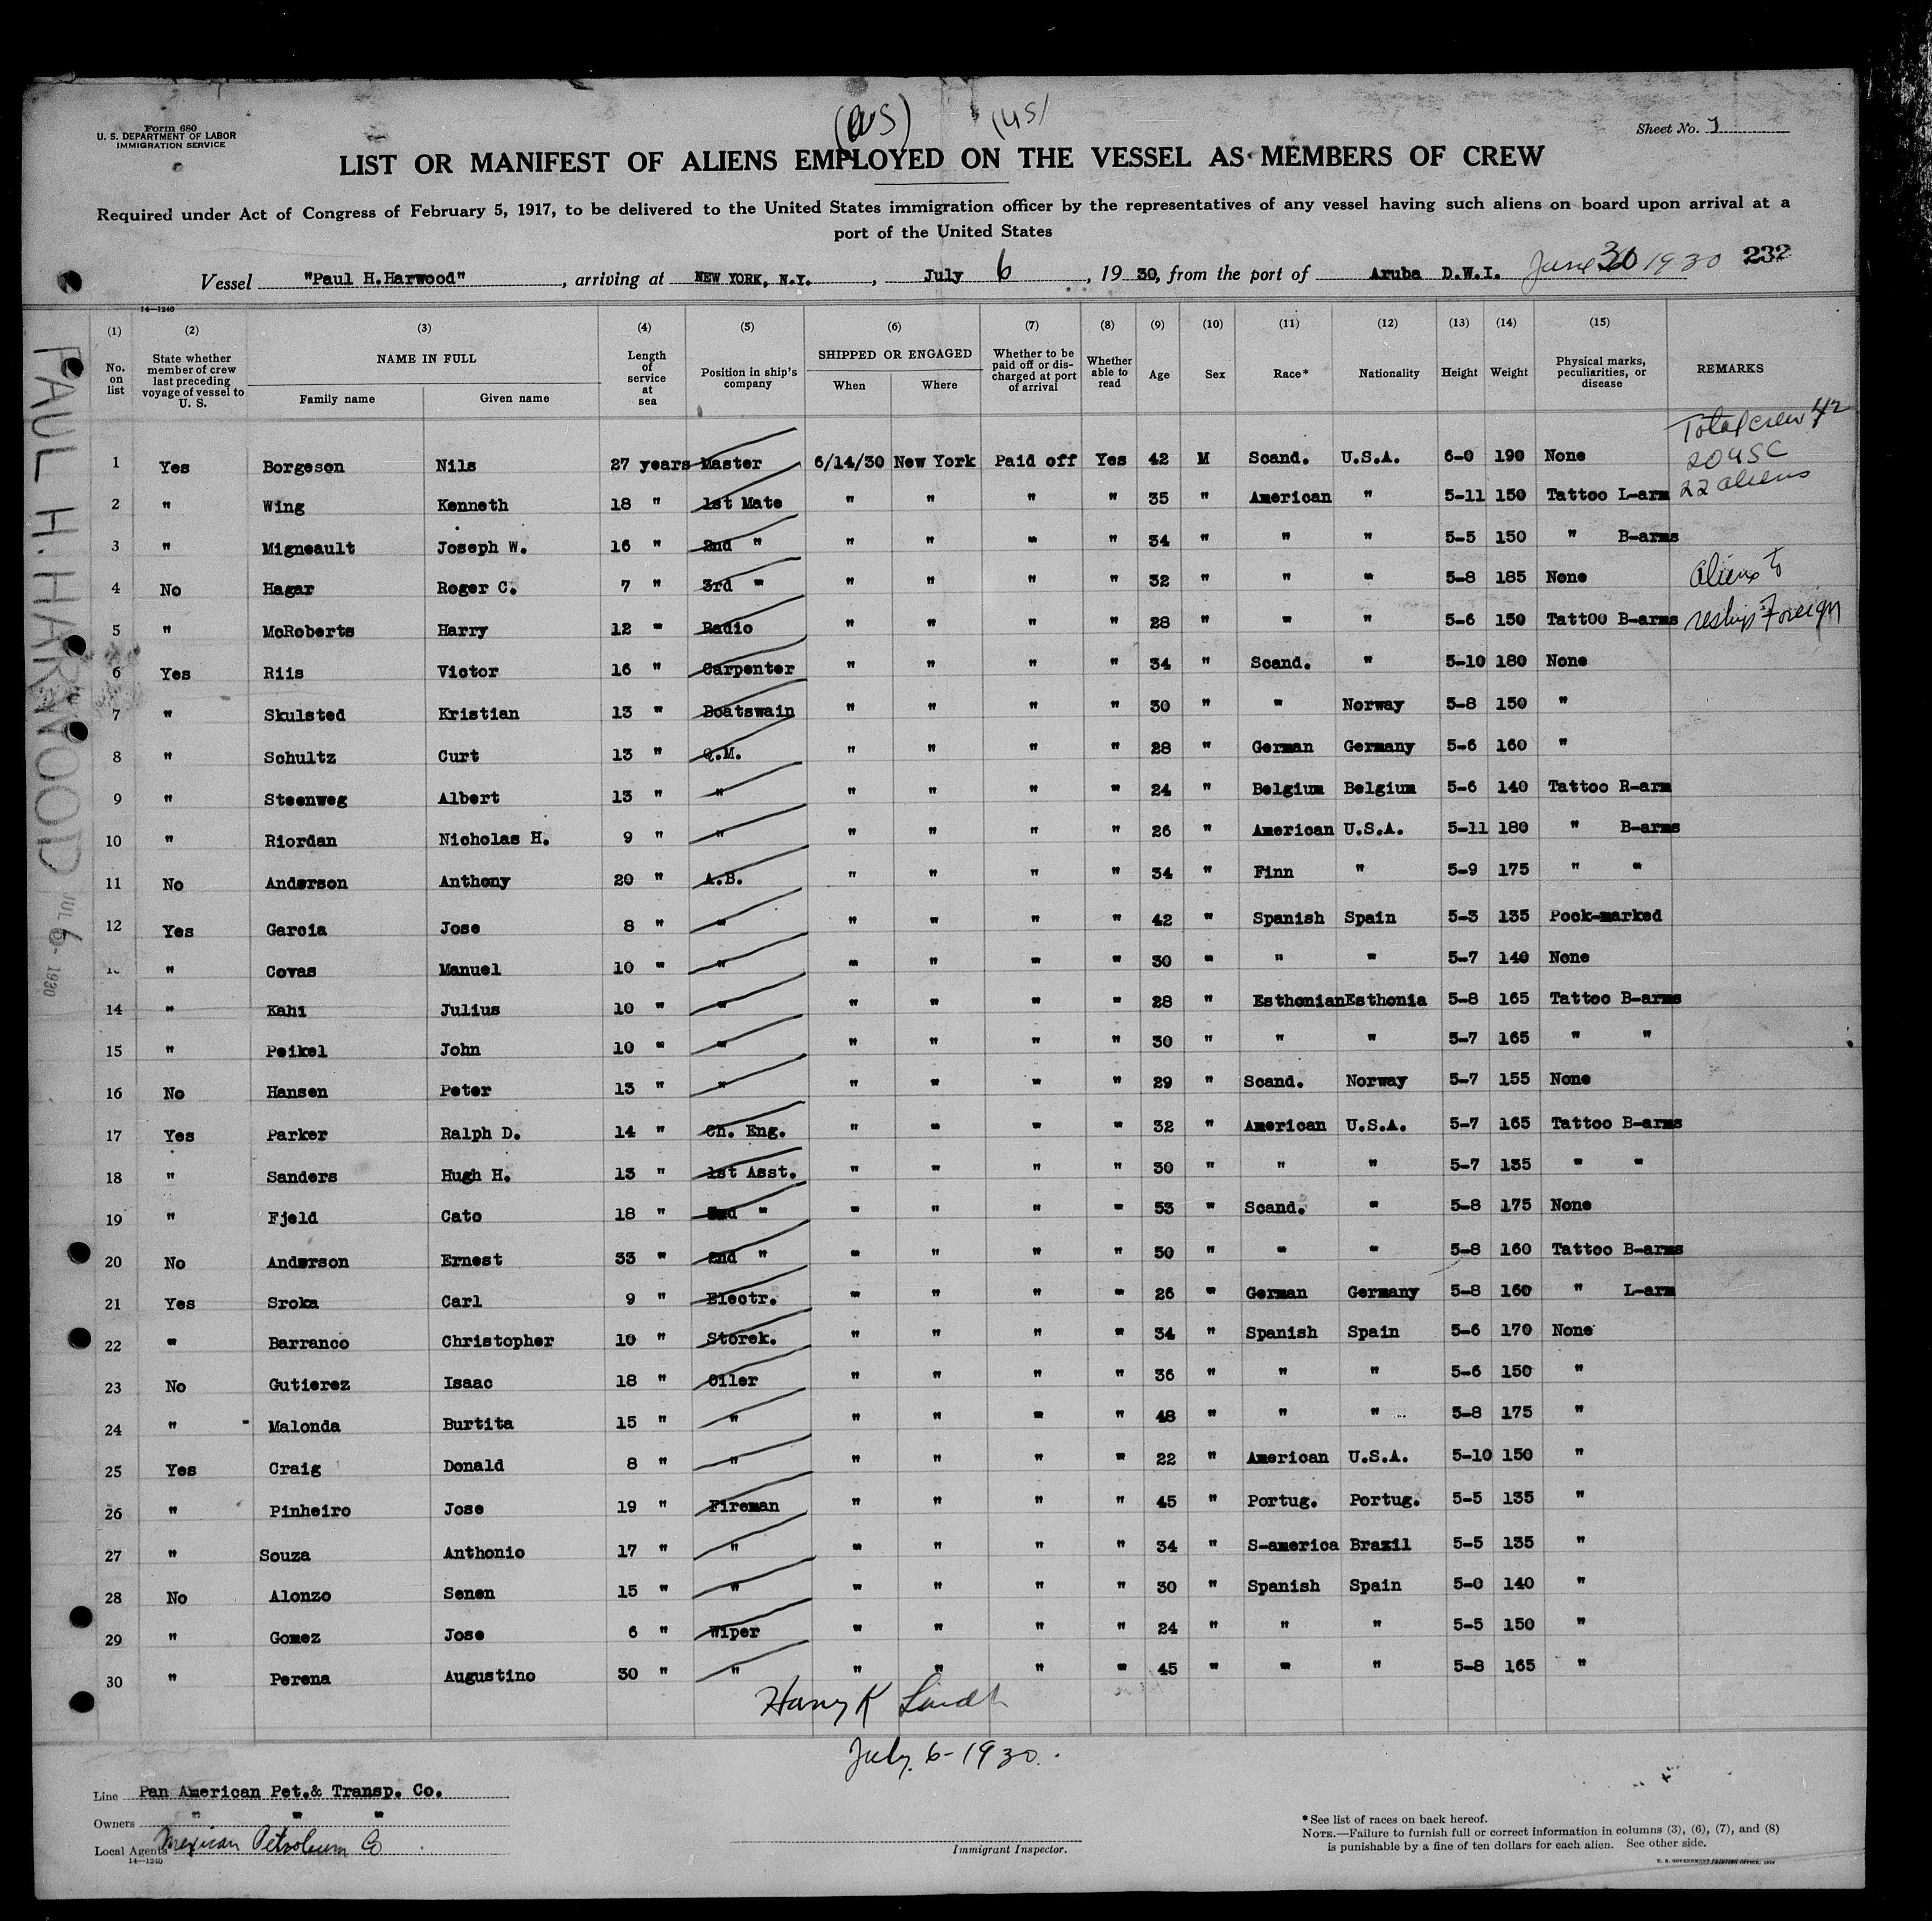 Form 680
U. S. DEPARTMENT OF LABOR
IMMIGRATION SERVICE
(US)
Sheet No. 1
LIST OR MANIFEST OF ALIENS EMPLOYED ON THE VESSEL AS MEMBERS OF CREW
Required under Act of Congress of February 5, 1917, to be delivered to the United States immigration officer by the representatives of any vessel having such aliens on board upon arrival at a
port of the United States
Vessel "Paul H.Harwood", arriving at NEW YORK, N.Y., July 6, 19 30, from the port of Aruba D.W.I. June 30 1930 232
14—1240
(1) (2) (3) (4) (5) (6) (7) (8) (9) (10) (11) (12) (13) (14) (15)
No. on list | State whether member of crew last preceding voyage of vessel to U. S. | NAME IN FULL | Length of service at sea | Position in ship's company | SHIPPED OR ENGAGED | Whether to be paid off or discharged at port of arrival | Whether able to read | Age | Sex | Race* | Nationality | Height | Weight | Physical marks, peculiarities, or disease | REMARKS
Family name | Given name | When | Where
Total crew 42
1 Yes Borgeson Nils 27 years Master 6/14/30 New York Paid off Yes 42 M Scand. U.S.A. 6-0 190 None 20 USC
2 " Wing Kenneth 18 " 1st Mate " " " " 35 " American " 5-11 150 Tattoo L-arm 22 aliens
3 " Migneault Joseph W. 16 " 2nd " " " " " 34 " " " 5-5 150 " B-arms
4 No Hagar Roger C. 7 " 3rd " " " " " 32 " " " 5-8 185 None Aliens to
5 " McRoberts Harry 12 " Radio " " " " 28 " " " 5-6 150 TattOO B-arms reship Foreign
6 Yes Riis Victor 16 " Carpenter " " " " 34 " Scand. " 5-10 180 None
7 " Skulsted Kristian 13 " Boatswain " " " " 30 " " Norway 5-8 150 "
8 " Schultz Curt 13 " Q.M. " " " " 28 " German Germany 5-6 160 "
9 " Steenweg Albert 13 " " " " " " 24 " Belgium Belgium 5-6 140 Tattoo R-arm
10 " Riordan Nicholas H. 9 " " " " " " 26 " American U.S.A. 5-11 180 " B-arms
11 No Anderson Anthony 20 " A.B. " " " " 34 " Finn " 5-9 175 " "
12 Yes Garcia Jose 8 " " " " " " 42 " Spanish Spain 5-3 135 Pock-marked
" Covas Manuel 10 " " " " " " 30 " " " 5-7 140 None
14 " Kahi Julius 10 " " " " " " 28 " Esthonian Esthonia 5-8 165 Tattoo B-arms
15 " Peikel John 10 " " " " " " 30 " " " 5-7 165 " "
16 No Hansen Peter 13 " " " " " " 29 " Scand. Norway 5-7 155 None
17 Yes Parker Ralph D. 14 " Ch. Eng. " " " " 32 " American U.S.A. 5-7 165 Tattoo B-arms
18 " Sanders Hugh H. 13 " 1st Asst. " " " " 30 " " " 5-7 135 " "
19 " Fjeld Cato 18 " " " " " " 53 " Scand. " 5-8 175 None
20 No Anderson Ernest 33 " 2nd " " " " " 50 " " " 5-8 160 Tattoo B-arms
21 Yes Sroka Carl 9 " Electr. " " " " 26 " German Germany 5-8 160 " L-arm
22 " Barranco Christopher 10 " Storek. " " " " 34 " Spanish Spain 5-6 170 None
23 No Gutierez Isaac 18 " Oiler " " " " 36 " " " 5-6 150 "
24 " Malonda Burtita 15 " " " " " " 48 " " " 5-8 175 "
25 Yes Craig Donald 8 " " " " " " 22 " American U.S.A. 5-10 150 "
26 " Pinheiro Jose 19 " Fireman " " " " 45 " Portug. Portug. 5-5 135 "
27 " Souza Anthonio 17 " " " " " " 34 " S-america Brazil 5-5 135 "
28 No Alonzo Senen 15 " " " " " " 30 " Spanish Spain 5-0 140 "
29 " Gomez Jose 6 " Wiper " " " " 24 " " " 5-5 150 "
30 " Perena Augustino 30 " " " " " " 45 " " " 5-8 165 "
Harry K
July 6-1930.
Line Pan American Pet.& Transp. Co.
Owners " " "
Local Agents Mexican Petroleum Co
14—1240
Immigrant Inspector.
*See list of races on back hereof.
NOTE.—Failure to furnish full or correct information in columns (3), (6), (7), and (8)
is punishable by a fine of ten dollars for each alien. See other side.
U. S. GOVERNMENT PRINTING OFFICE
PAUL H. HARWOOD JUL 6 - 1930